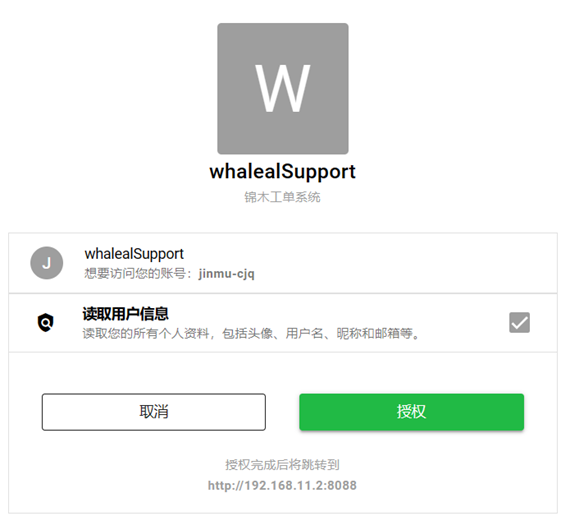 W
whalealSupport
锦木工单系统
J
whalealSupport
想要访问您的账号：jinmu-cjq
读取用户信息
读取您的所有个人资料，包括头像、用户名、昵称和邮箱等。
取消
授权
授权完成后将跳转到
http://192.168.11.2:8088